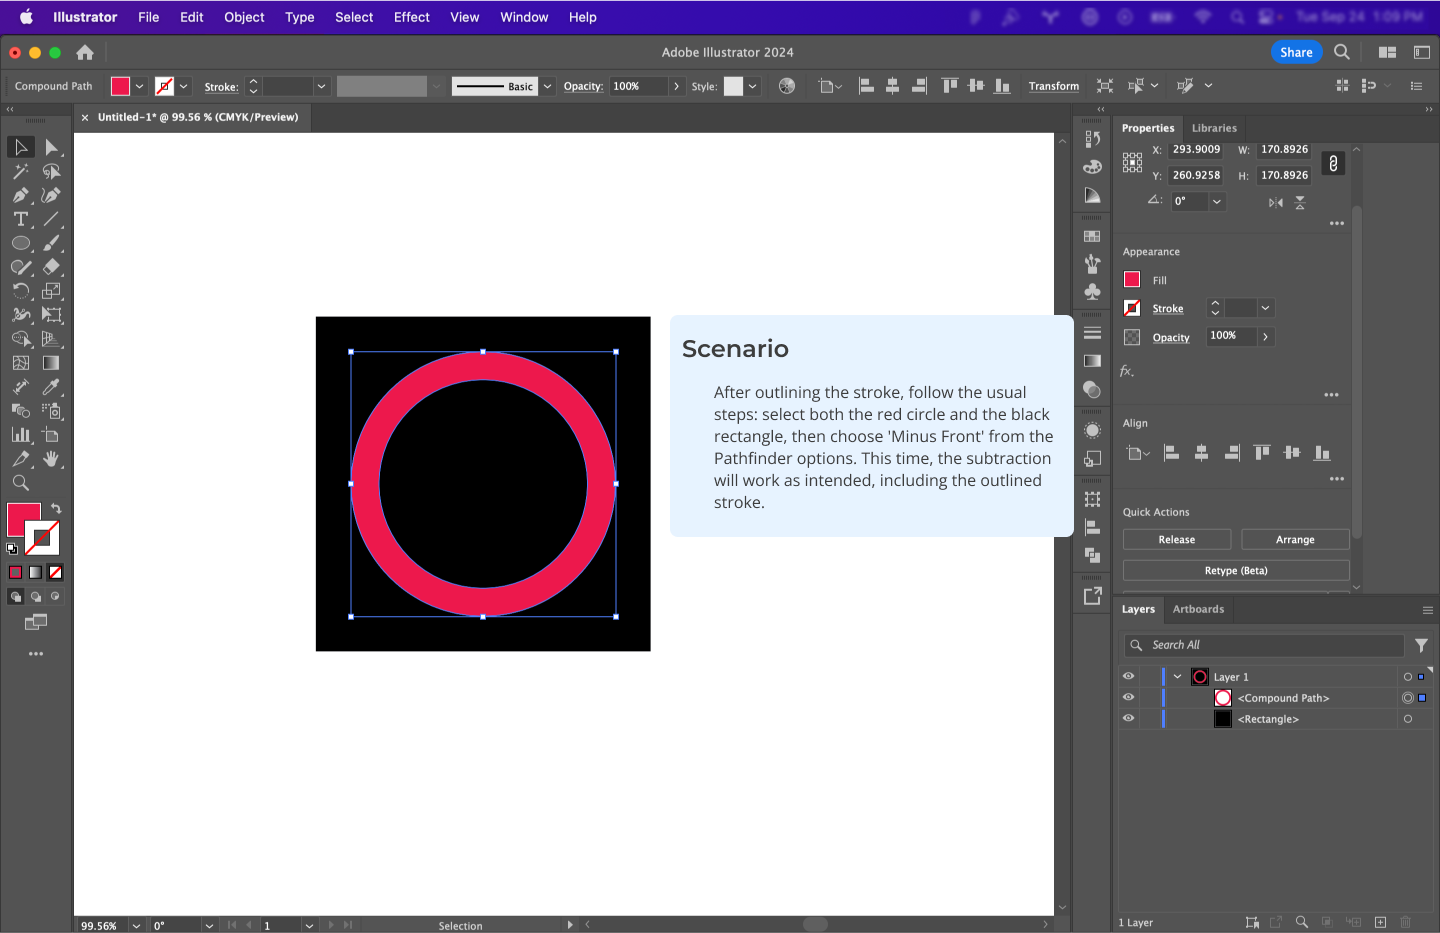 Illustrator File Edit Object Type Select Effect View Window Help Tue Sep 24 1:09 PM
Adobe Illustrator 2024 Share
Compound Path Stroke: Basic Opacity: 100% Style: Transform
Untitled-1* @ 99.56 % (CMYK/Preview)
Properties Libraries
X: 293.9009 W: 170.8926
Y: 260.9258 H: 170.8926
0°
Appearance
Fill
Stroke
Opacity 100%
fx.
Align
Quick Actions
Release Arrange
Retype (Beta)
Scenario
After outlining the stroke, follow the usual
steps: select both the red circle and the black
rectangle, then choose 'Minus Front' from the
Pathfinder options. This time, the subtraction
will work as intended, including the outlined
stroke.
Layers Artboards
Search All
Layer 1
<Compound Path>
<Rectangle>
1 Layer
99.56% 0° 1 Selection